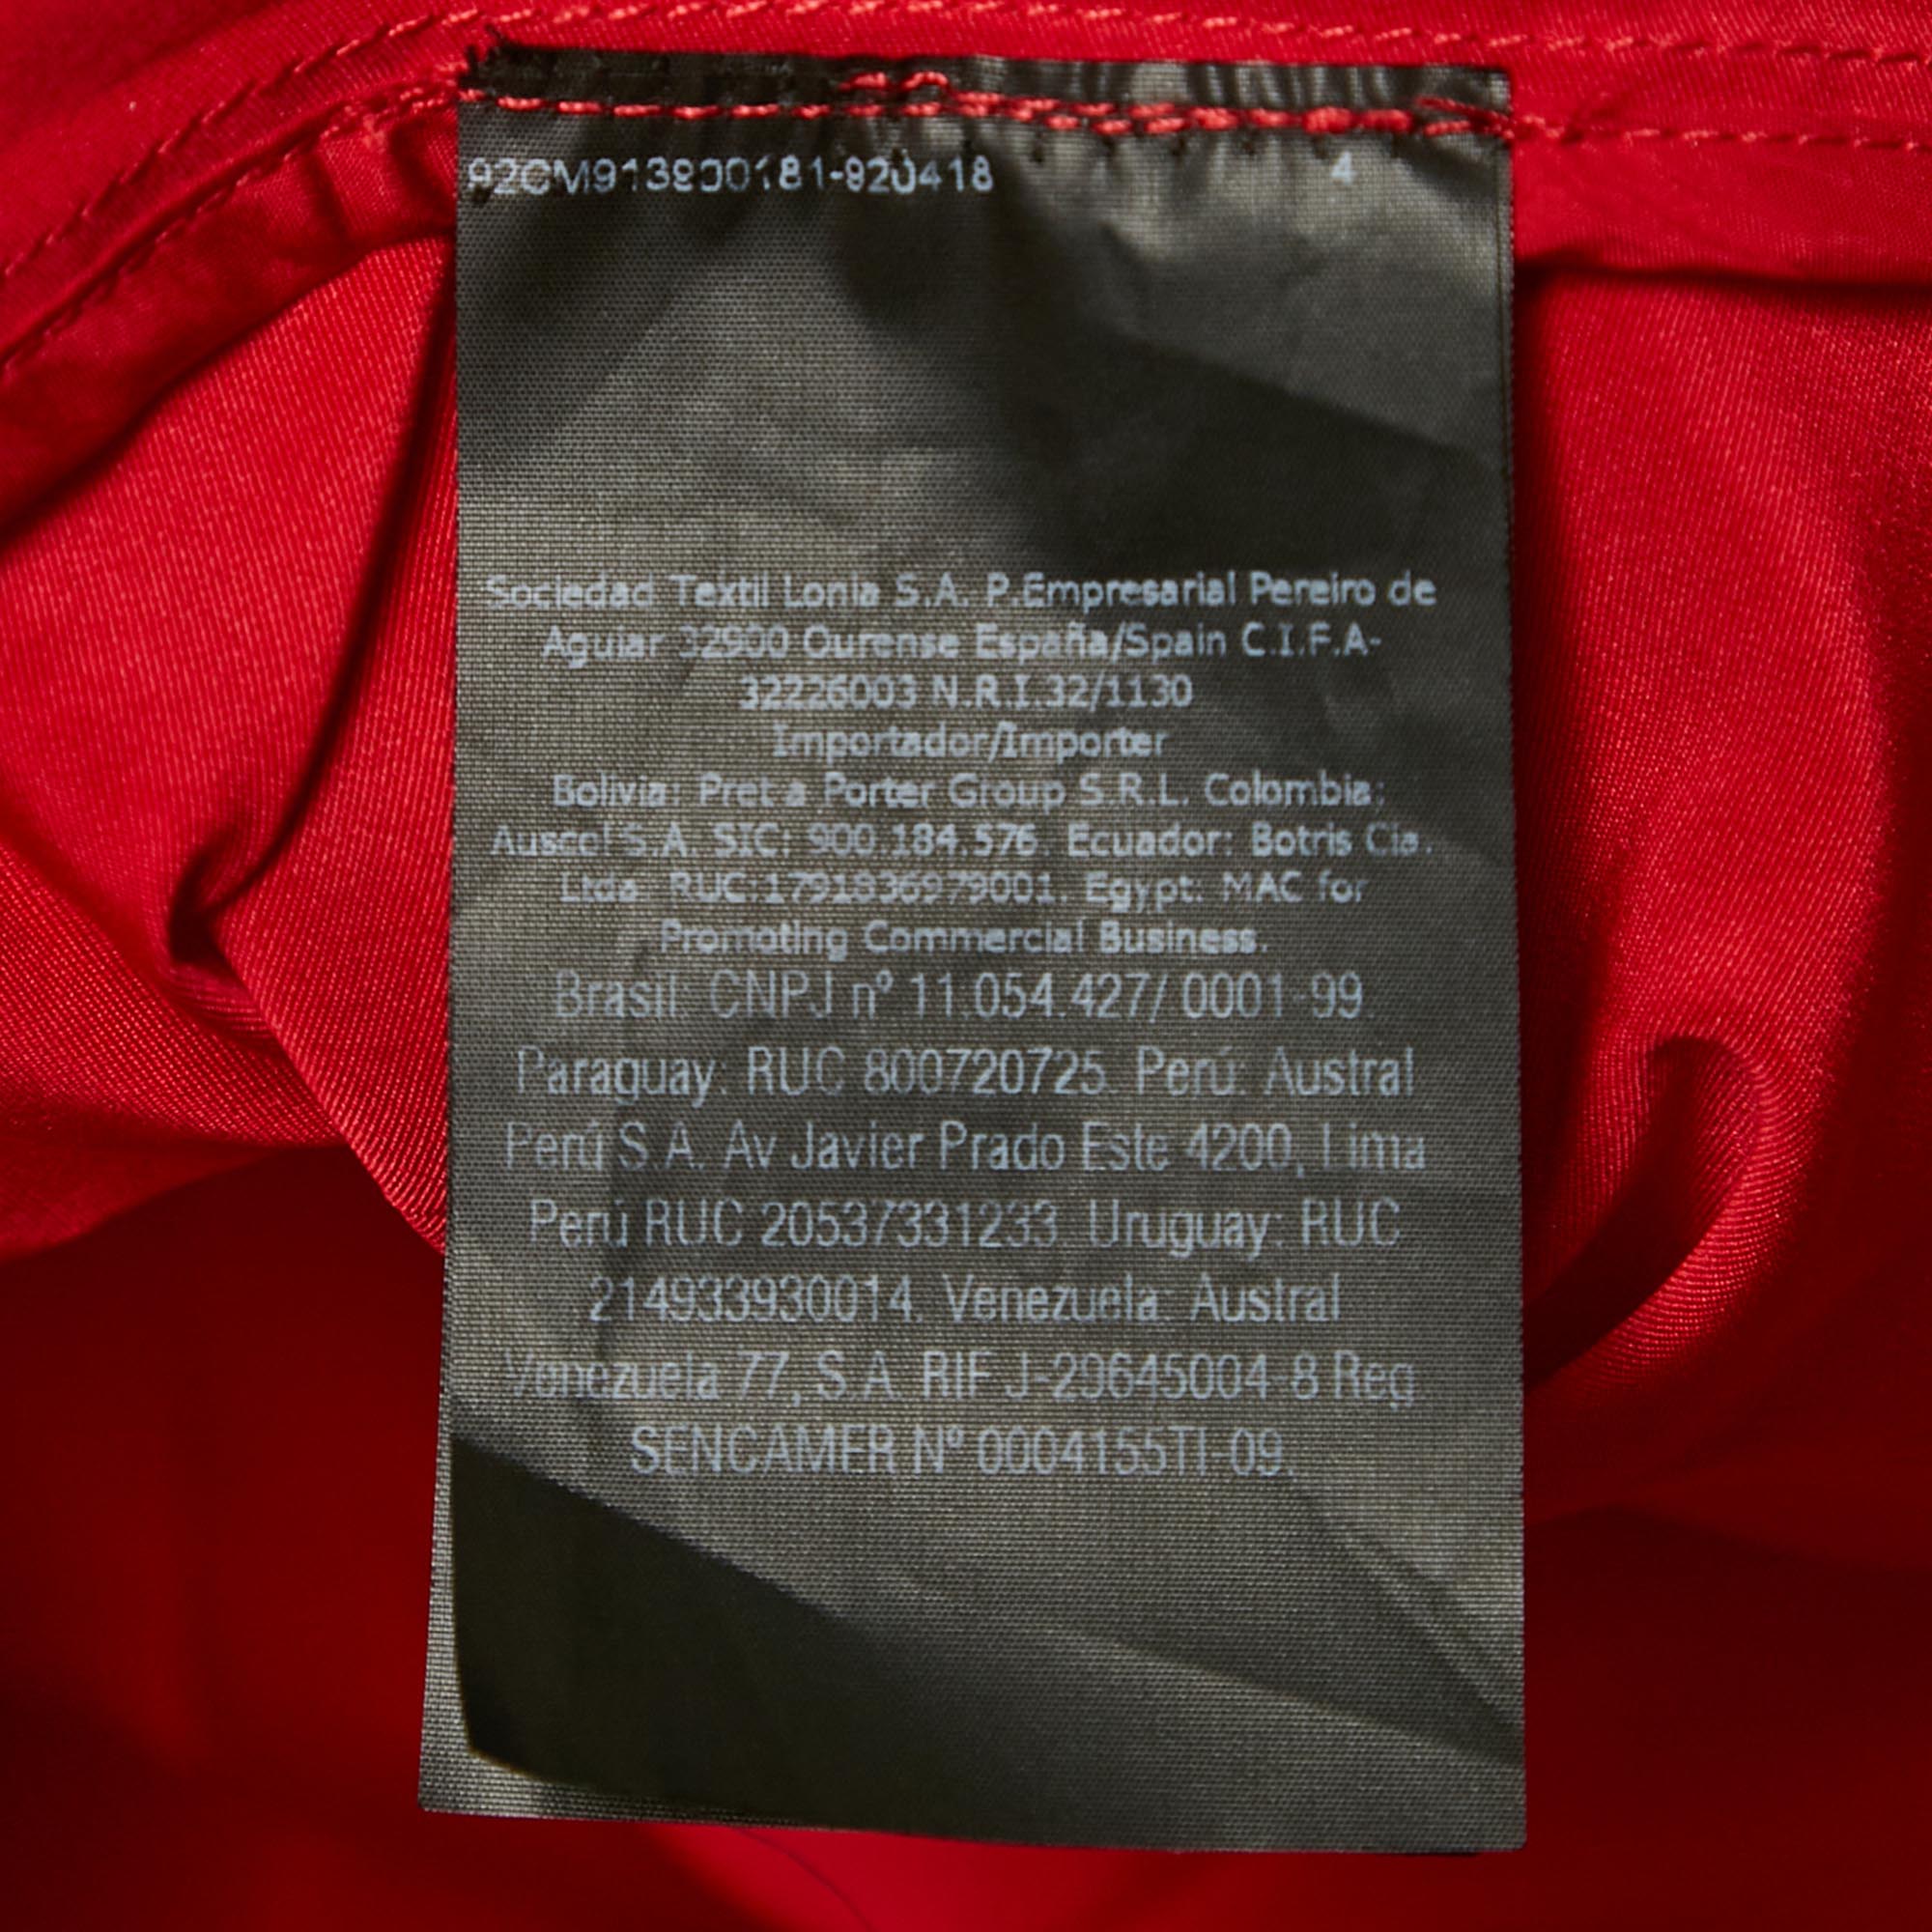 4
Sociedad Textil Lonia S.A. P.Empresarial Pereiro de
Aguiar 32900 Ourense España/Spain C.I.F.A-
32226003 N.R.I.32/1130
Importador/Importer
Bolivia: Pret a Porter Group S.R.L. Colombia:
Auscol S.A. SIC: 900.184.576. Ecuador: Botris Cia.
Ltda. RUC:1791836979001. Egypt: MAC for
Promoting Commercial Business.
Brasil: CNPJ nº 11.054.427/ 0001-99.
Paraguay: RUC 800720725. Perú: Austral
Perú S.A. Av Javier Prado Este 4200, Lima
Perú RUC 20537331233. Uruguay: RUC
214933930014. Venezuela: Austral
Venezuela 77, S.A. RIF J-29645004-8 Reg.
SENCAMER Nº 0004155TI-09.